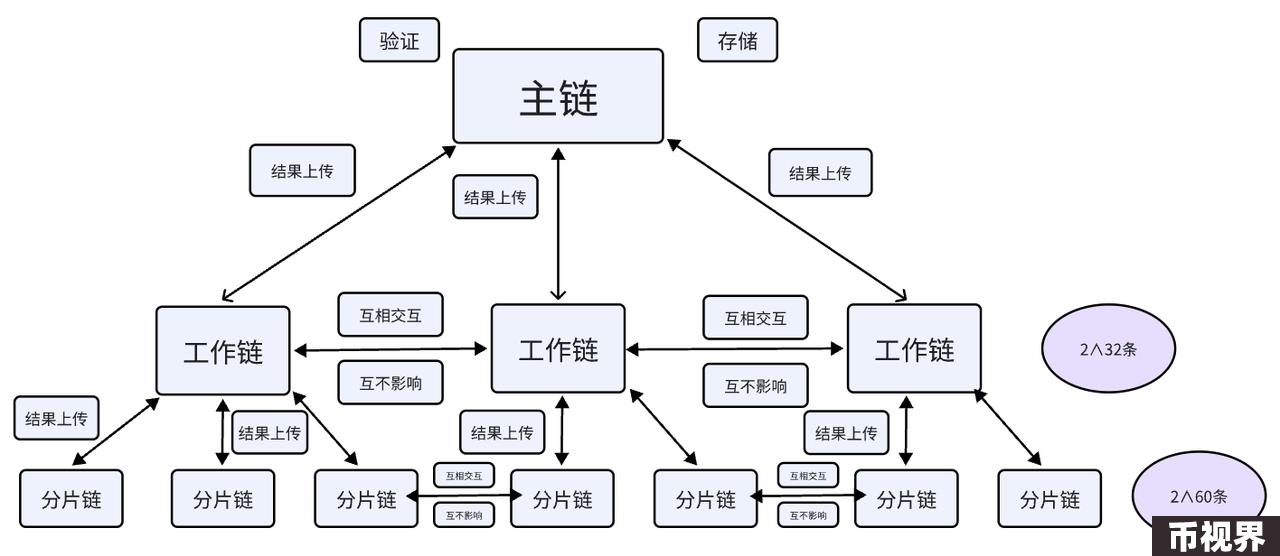 验证
存储
主链
结果上传
结果上传
结果上传
互相交互
互相交互
工作链
工作链
工作链
2∧32条
互不影响
互不影响
结果上传
结果上传
结果上传
结果上传
互相交互
互相交互
分片链
分片链
分片链
分片链
分片链
分片链
分片链
2∧60条
互不影响
互不影响
币视界